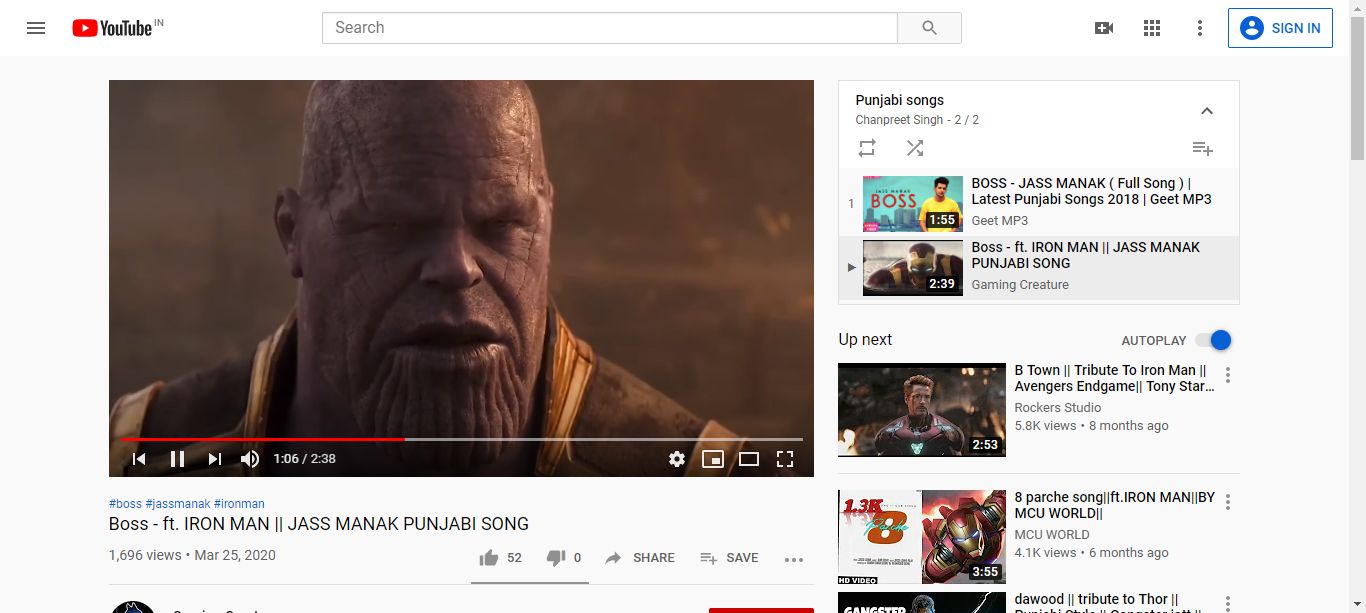 YouTube IN
Search
SIGN IN
1:06 / 2:38
#boss #jassmanak #ironman
Boss - ft. IRON MAN || JASS MANAK PUNJABI SONG
1,696 views • Mar 25, 2020
52
0
SHARE
SAVE
Punjabi songs
Chanpreet Singh - 2 / 2
1
JASS MANAK
BOSS
1:55
BOSS - JASS MANAK ( Full Song ) |
Latest Punjabi Songs 2018 | Geet MP3
Geet MP3
2:39
Boss - ft. IRON MAN || JASS MANAK
PUNJABI SONG
Gaming Creature
Up next
AUTOPLAY
2:53
B Town || Tribute To Iron Man ||
Avengers Endgame|| Tony Star...
Rockers Studio
5.8K views • 8 months ago
1.3K
8
Parche
HD VIDEO
3:55
8 parche song||ft.IRON MAN||BY
MCU WORLD||
MCU WORLD
4.1K views • 6 months ago
GANGSTER
dawood || tribute to Thor ||